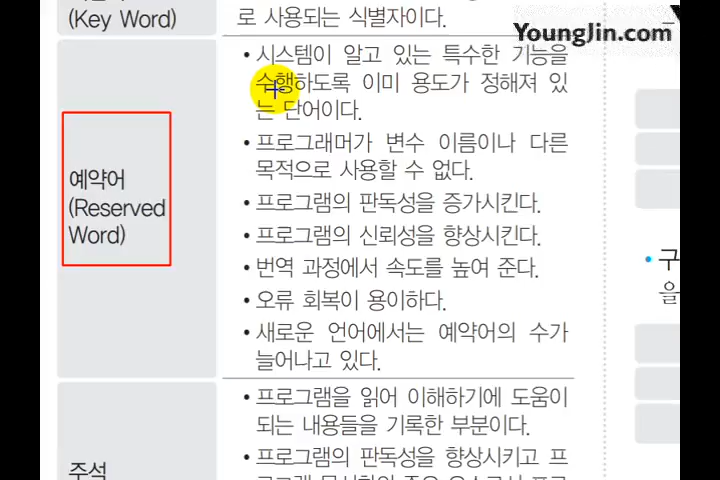 (Key Word)
로 사용되는 식별자이다.
YoungJin.com
예약어
(Reserved
Word)
• 시스템이 알고 있는 특수한 기능을
수행하도록 이미 용도가 정해져 있
는 단어이다.
• 프로그래머가 변수 이름이나 다른
목적으로 사용할 수 없다.
• 프로그램의 판독성을 증가시킨다.
• 프로그램의 신뢰성을 향상시킨다.
• 번역 과정에서 속도를 높여 준다.
• 오류 회복이 용이하다.
• 새로운 언어에서는 예약어의 수가
늘어나고 있다.
주석
• 프로그램을 읽어 이해하기에 도움이
되는 내용들을 기록한 부분이다.
• 프로그램의 판독성을 향상시키고 프
• 구
을